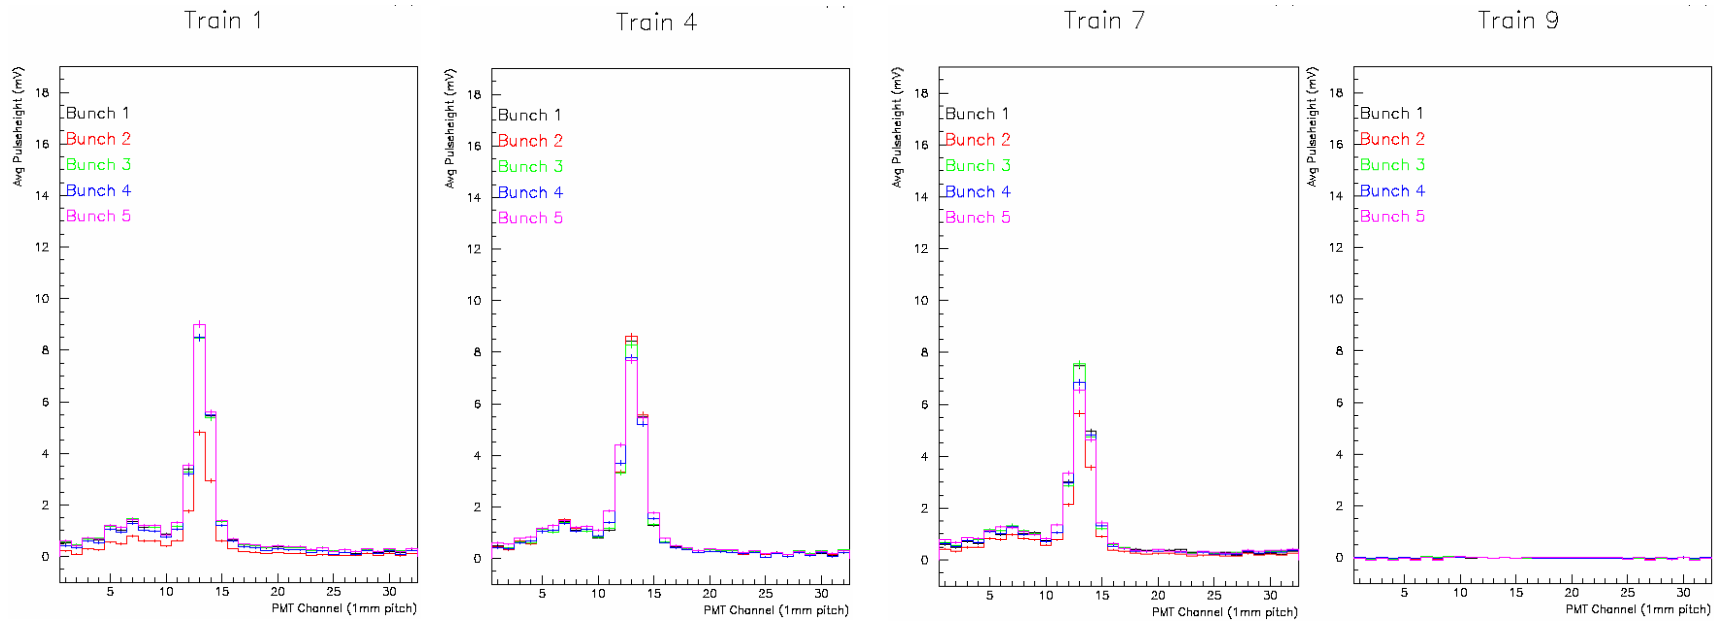 Train 1
Avg Pulseheight (mV)
18
16
14
12
10
8
6
4
2
0
Bunch 1
Bunch 2
Bunch 3
Bunch 4
Bunch 5
5 10 15 20 25 30
PMT Channel (1mm pitch)
Train 4
Avg Pulseheight (mV)
18
16
14
12
10
8
6
4
2
0
Bunch 1
Bunch 2
Bunch 3
Bunch 4
Bunch 5
5 10 15 20 25 30
PMT Channel (1mm pitch)
Train 7
Avg Pulseheight (mV)
18
16
14
12
10
8
6
4
2
0
Bunch 1
Bunch 2
Bunch 3
Bunch 4
Bunch 5
5 10 15 20 25 30
PMT Channel (1mm pitch)
Train 9
Avg Pulseheight (mV)
18
16
14
12
10
8
6
4
2
0
Bunch 1
Bunch 2
Bunch 3
Bunch 4
Bunch 5
5 10 15 20 25 30
PMT Channel (1mm pitch)